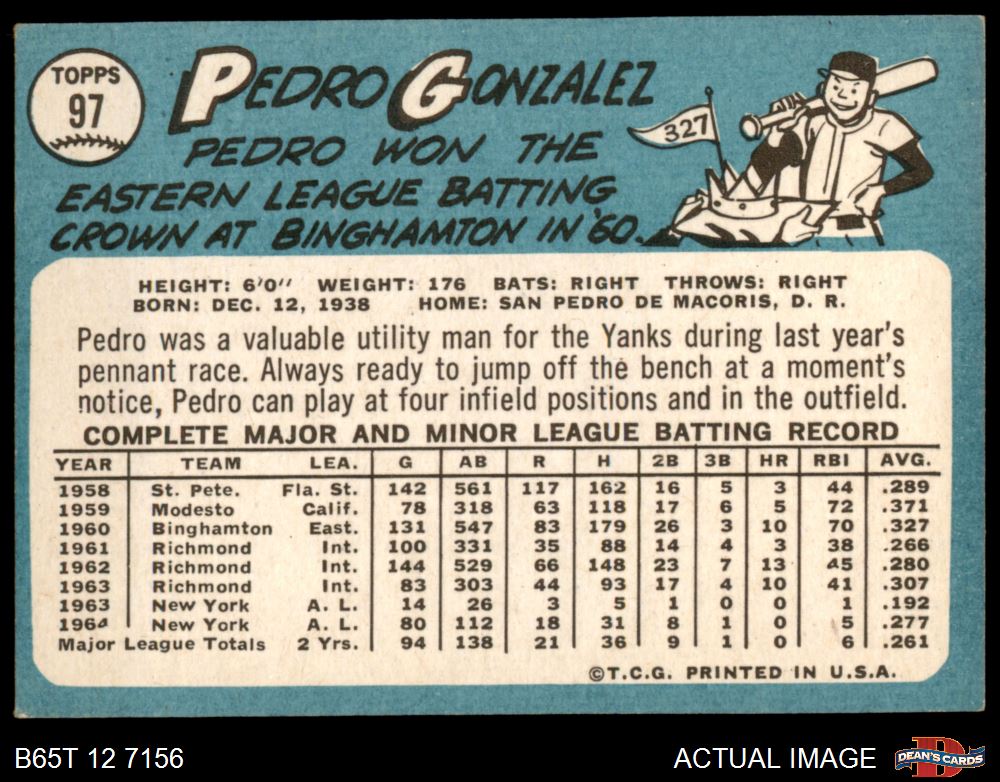 TOPPS
97
PEDRO GONZALEZ
PEDRO WON THE
EASTERN LEAGUE BATTING
CROWN AT BINGHAMTON IN '60.
327
HEIGHT: 6'0" WEIGHT: 176 BATS: RIGHT THROWS: RIGHT
BORN: DEC. 12, 1938 HOME: SAN PEDRO DE MACORIS, D. R.
Pedro was a valuable utility man for the Yanks during last year's
pennant race. Always ready to jump off the bench at a moment's
notice, Pedro can play at four infield positions and in the outfield.
COMPLETE MAJOR AND MINOR LEAGUE BATTING RECORD
YEAR TEAM LEA. G AB R H 2B 3B HR RBI AVG.
1958 St. Pete. Fla. St. 142 561 117 162 16 5 3 44 .289
1959 Modesto Calif. 78 318 63 118 17 6 5 72 .371
1960 Binghamton East. 131 547 83 179 26 3 10 70 .327
1961 Richmond Int. 100 331 35 88 14 4 3 38 .266
1962 Richmond Int. 144 529 66 148 23 7 13 45 .280
1963 Richmond Int. 83 303 44 93 17 4 10 41 .307
1963 New York A. L. 14 26 3 5 1 0 0 1 .192
1964 New York A. L. 80 112 18 31 8 1 0 5 .277
Major League Totals 2 Yrs. 94 138 21 36 9 1 0 6 .261
©T.C.G. PRINTED IN U.S.A.
B65T 12 7156
ACTUAL IMAGE
D
DEAN'S CARDS